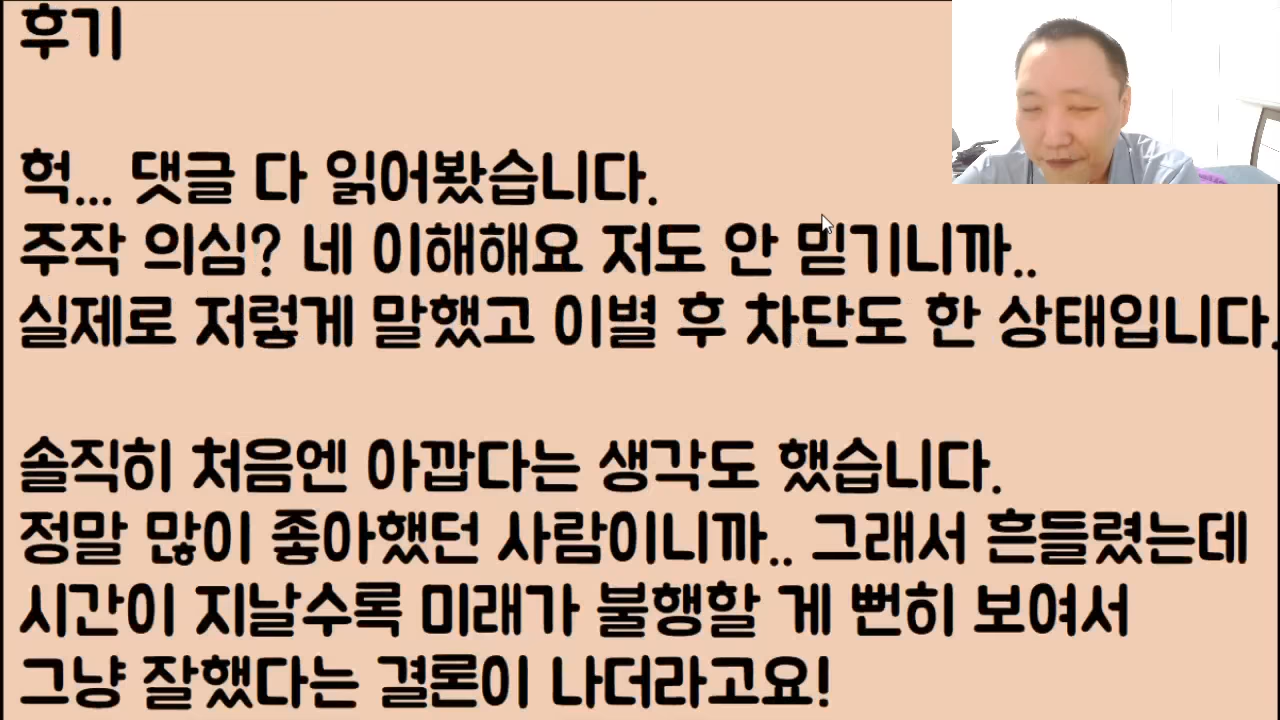 후기
헉... 댓글 다 읽어봤습니다.
주작 의심? 네 이해해요 저도 안 믿기니까..
실제로 저렇게 말했고 이별 후 차단도 한 상태입니다.
솔직히 처음엔 아깝다는 생각도 했습니다.
정말 많이 좋아했던 사람이니까.. 그래서 흔들렸는데
시간이 지날수록 미래가 불행할 게 뻔히 보여서
그냥 잘했다는 결론이 나더라고요!